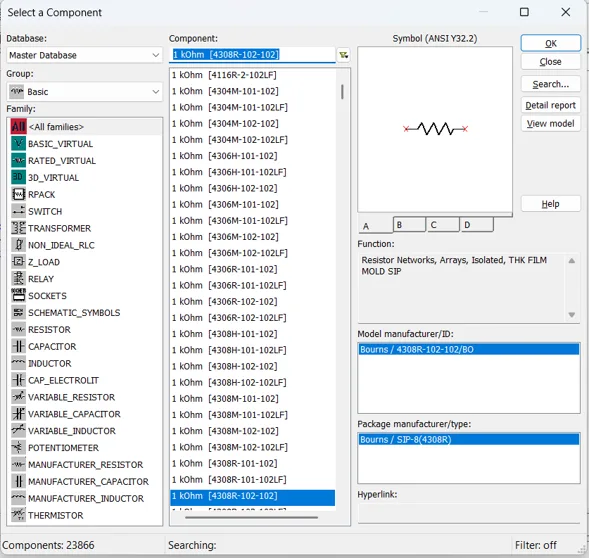 Select a Component
Database:
Master Database
Group:
Basic
Family:
All <All families>
BASIC_VIRTUAL
RATED_VIRTUAL
3D_VIRTUAL
RPACK
SWITCH
TRANSFORMER
NON_IDEAL_RLC
Z_LOAD
RELAY
SOCKETS
SCHEMATIC_SYMBOLS
RESISTOR
CAPACITOR
INDUCTOR
CAP_ELECTROLIT
VARIABLE_RESISTOR
VARIABLE_CAPACITOR
VARIABLE_INDUCTOR
POTENTIOMETER
MANUFACTURER_RESISTOR
MANUFACTURER_CAPACITOR
MANUFACTURER_INDUCTOR
THERMISTOR
Component:
1 kOhm [4308R-102-102]
1 kOhm [4116R-2-102LF]
1 kOhm [4304M-101-102]
1 kOhm [4304M-101-102LF]
1 kOhm [4304M-102-102]
1 kOhm [4304M-102-102LF]
1 kOhm [4306H-101-102]
1 kOhm [4306H-101-102LF]
1 kOhm [4306H-102-102]
1 kOhm [4306M-101-102]
1 kOhm [4306M-101-102LF]
1 kOhm [4306M-102-102]
1 kOhm [4306M-102-102LF]
1 kOhm [4306R-101-102]
1 kOhm [4306R-101-102LF]
1 kOhm [4306R-102-102]
1 kOhm [4306R-102-102LF]
1 kOhm [4308H-101-102]
1 kOhm [4308H-101-102LF]
1 kOhm [4308H-102-102]
1 kOhm [4308M-101-102]
1 kOhm [4308M-101-102LF]
1 kOhm [4308M-102-102]
1 kOhm [4308M-102-102LF]
1 kOhm [4308R-101-102]
1 kOhm [4308R-101-102LF]
1 kOhm [4308R-102-102]
1 kOhm [4308R-102-102LF]
Symbol (ANSI Y32.2)
A
B
C
D
Function:
Resistor Networks, Arrays, Isolated, THK FILM
MOLD SIP
Model manufacturer/ID:
Bourns / 4308R-102-102/BO
Package manufacturer/type:
Bourns / SIP-8(4308R)
Hyperlink:
OK
Close
Search...
Detail report
View model
Help
Components: 23866
Searching:
Filter: off